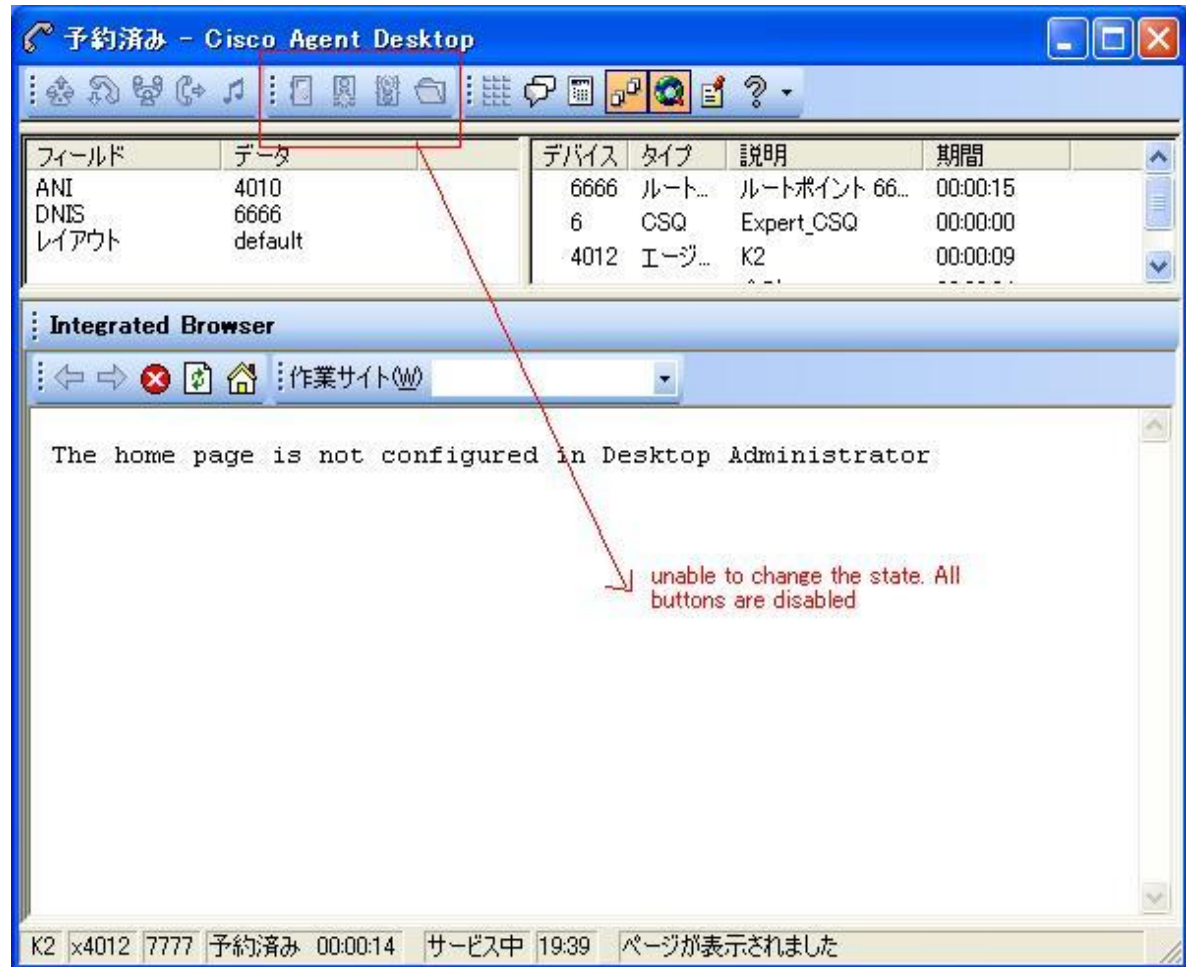 予約済み - Cisco Agent Desktop
フィールド データ
ANI 4010
DNIS 6666
レイアウト default
デバイス タイプ 説明 期間
6666 ルート... ルートポイント 66... 00:00:15
6 CSQ Expert_CSQ 00:00:00
4012 エージ... K2 00:00:09
Integrated Browser
作業サイト(W)
The home page is not configured in Desktop Administrator
unable to change the state. All
buttons are disabled
K2 x4012 7777 予約済み 00:00:14 サービス中 19:39 ページが表示されました